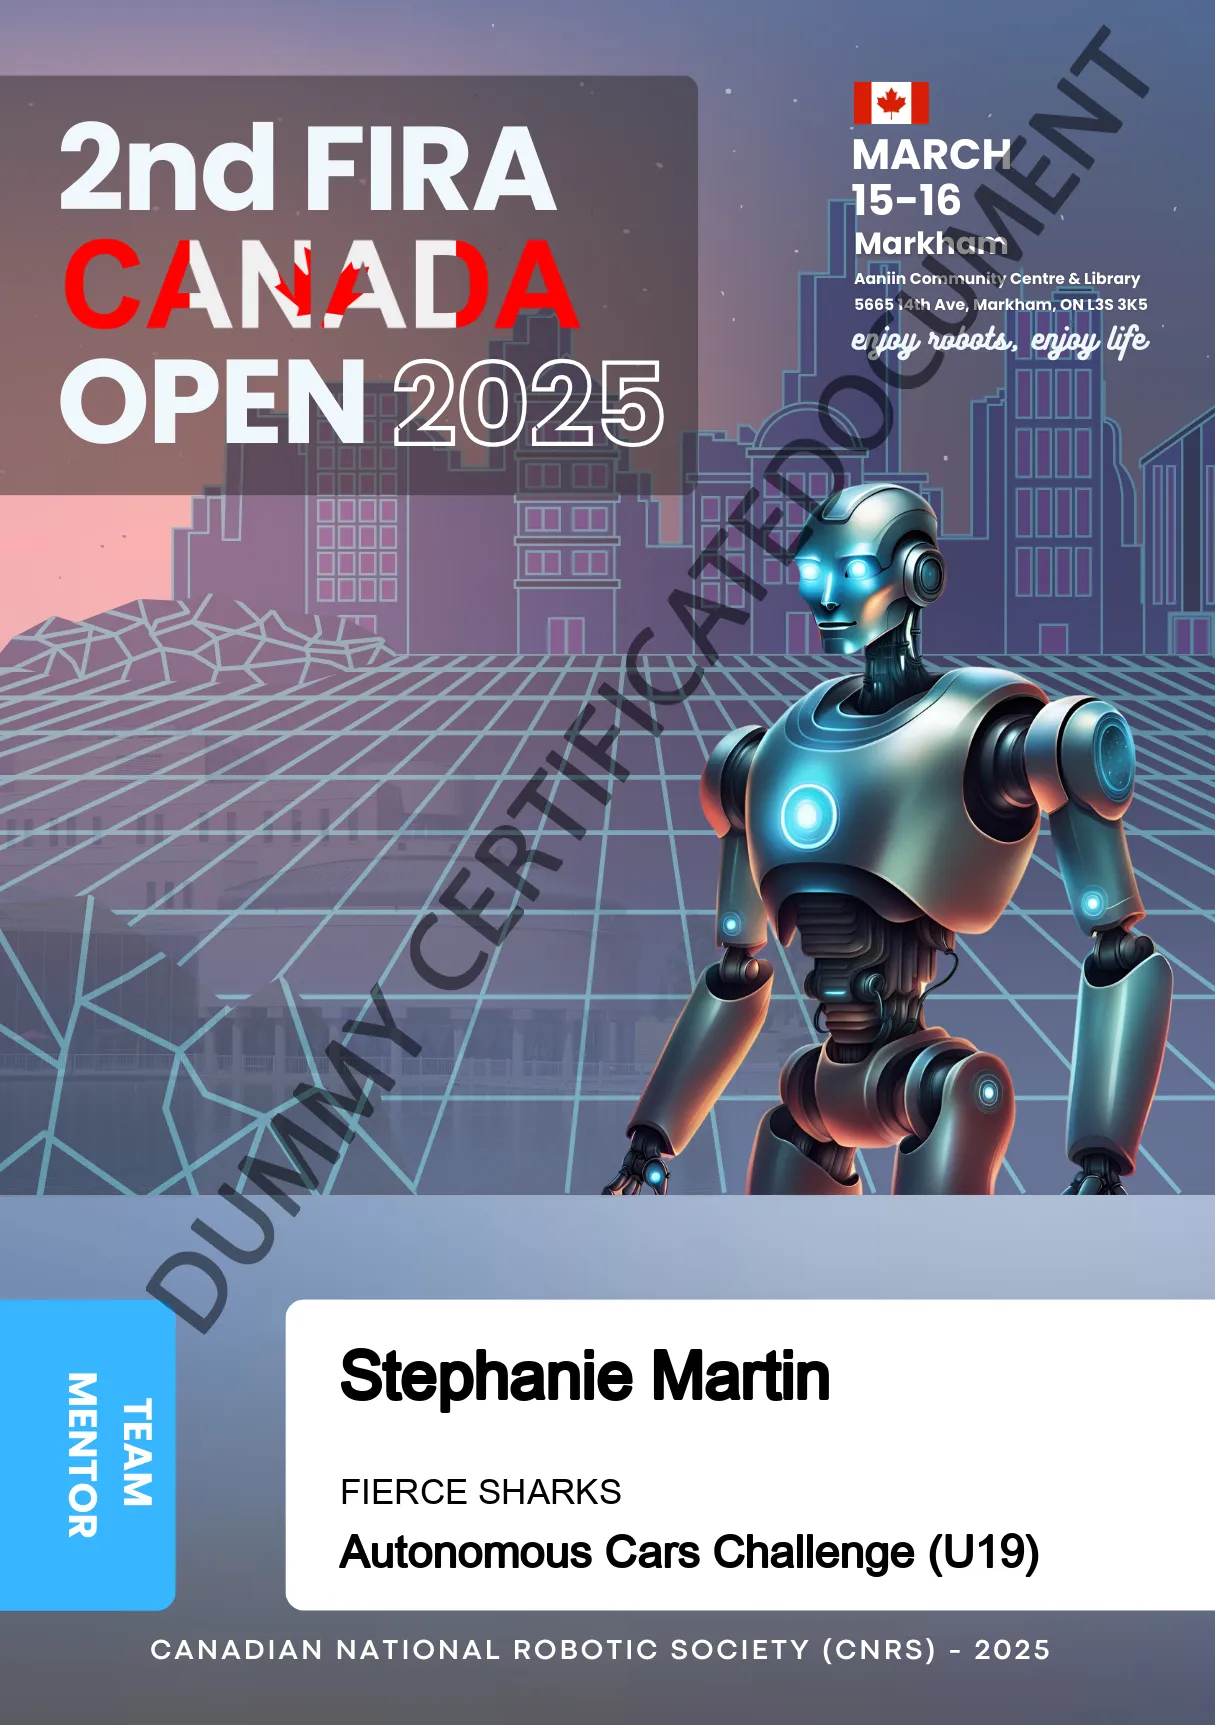 2nd FIRA
CANADA
OPEN 2025
MARCH
15-16
Markham
Aaniin Community Centre & Library
5665 14th Ave, Markham, ON L3S 3K5
enjoy robots, enjoy life
DUMMY CERTIFICATEDOCUMENT
TEAM
MENTOR
Stephanie Martin
FIERCE SHARKS
Autonomous Cars Challenge (U19)
CANADIAN NATIONAL ROBOTIC SOCIETY (CNRS) - 2025